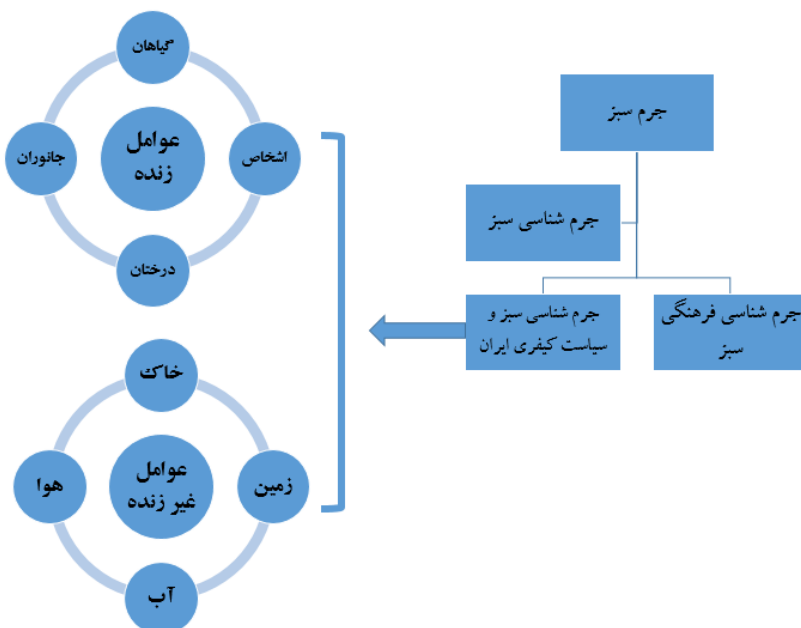 جرم سبز
جرم شناسی سبز
جرم شناسی فرهنگی
سبز
جرم شناسی سبز و
سیاست کیفری ایران
گیاهان
اشخاص
عوامل
زنده
جانوران
درختان
خاک
زمین
عوامل
غیر زنده
هوا
آب